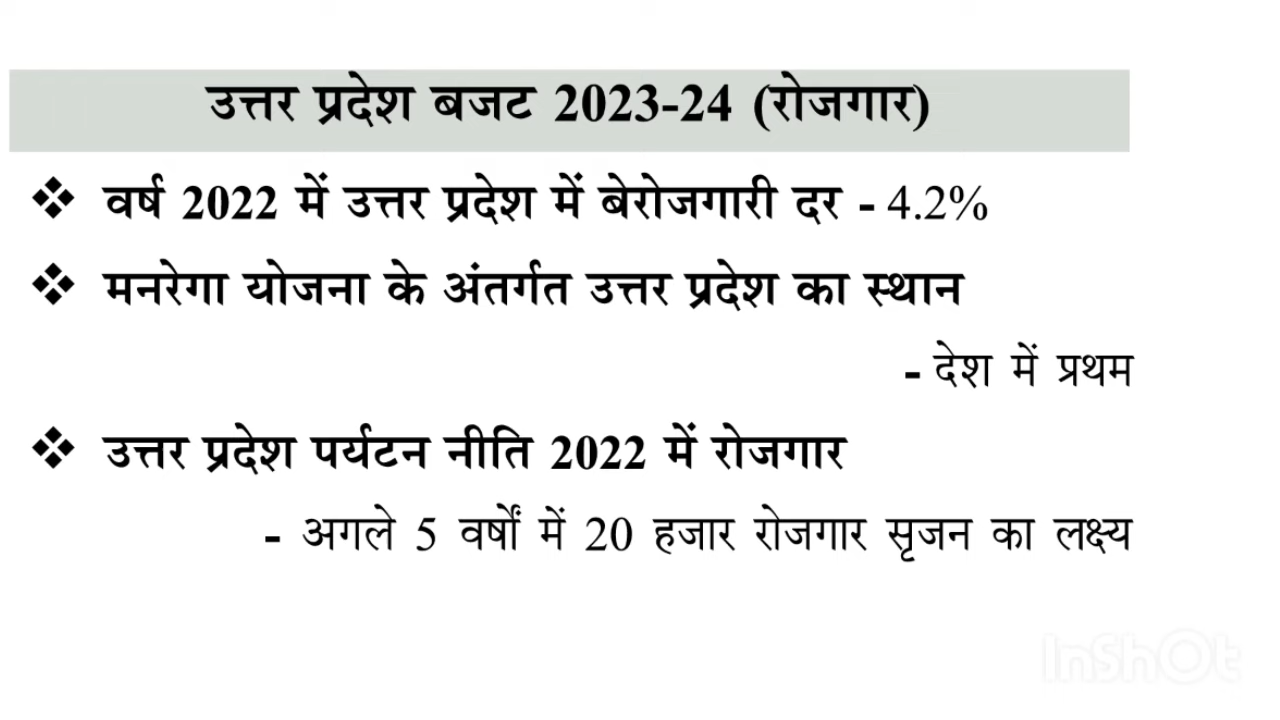 उत्तर प्रदेश बजट 2023-24 (रोजगार)
❖ वर्ष 2022 में उत्तर प्रदेश में बेरोजगारी दर - 4.2%
❖ मनरेगा योजना के अंतर्गत उत्तर प्रदेश का स्थान
- देश में प्रथम
❖ उत्तर प्रदेश पर्यटन नीति 2022 में रोजगार
- अगले 5 वर्षों में 20 हजार रोजगार सृजन का लक्ष्य
InShOt